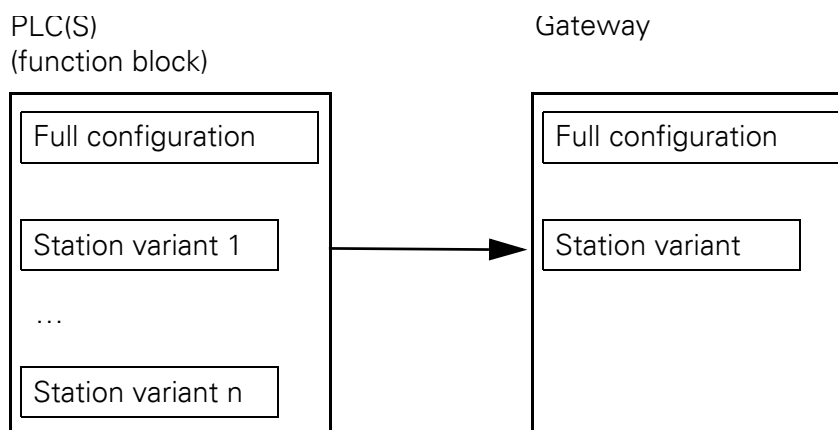 PLC(S)
(function block)
Gateway
Full configuration
Station variant 1
...
Station variant n
Full configuration
Station variant